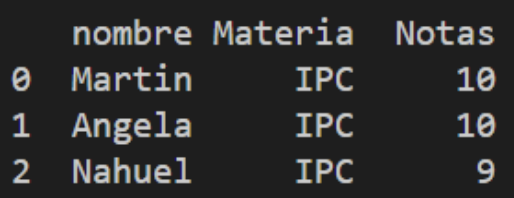 nombre Materia Notas
0 Martin IPC 10
1 Angela IPC 10
2 Nahuel IPC 9